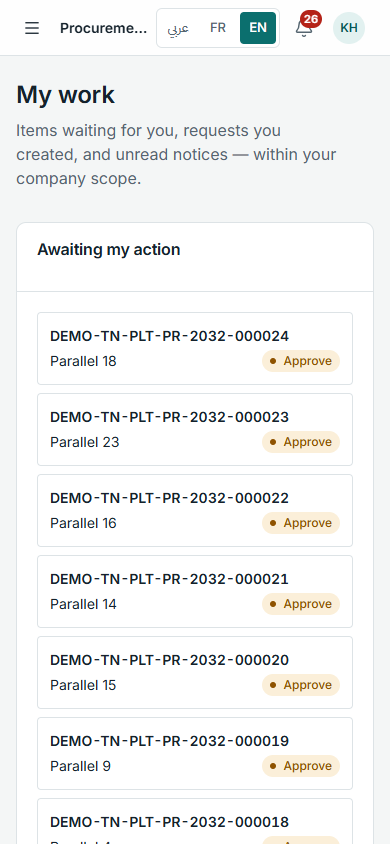 Procureme... عربي FR EN 26 KH
My work
Items waiting for you, requests you
created, and unread notices — within your
company scope.
Awaiting my action
DEMO-TN-PLT-PR-2032-000024
Parallel 18 Approve
DEMO-TN-PLT-PR-2032-000023
Parallel 23 Approve
DEMO-TN-PLT-PR-2032-000022
Parallel 16 Approve
DEMO-TN-PLT-PR-2032-000021
Parallel 14 Approve
DEMO-TN-PLT-PR-2032-000020
Parallel 15 Approve
DEMO-TN-PLT-PR-2032-000019
Parallel 9 Approve
DEMO-TN-PLT-PR-2032-000018